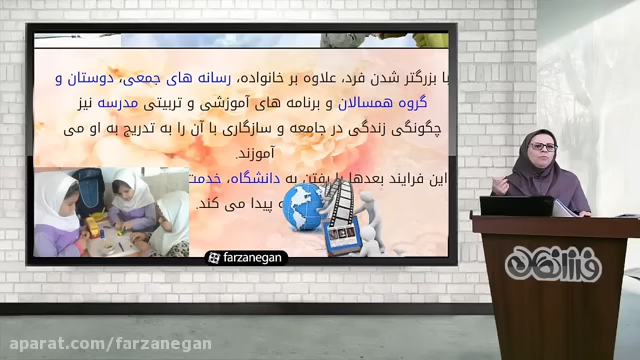 با بزرگتر شدن فرد، علاوه بر خانواده، رسانه های جمعی، دوستان و
گروه همسالان و برنامه های آموزشی و تربیتی مدرسه نیز
چگونگی زندگی در جامعه و سازگاری با آن را به تدریج به او می
آموزند.
این فرایند بعدها با رفتن به دانشگاه، خدمت
پیدا می کند.
farzanegan
فرزانگان
aparat.com/farzanegan